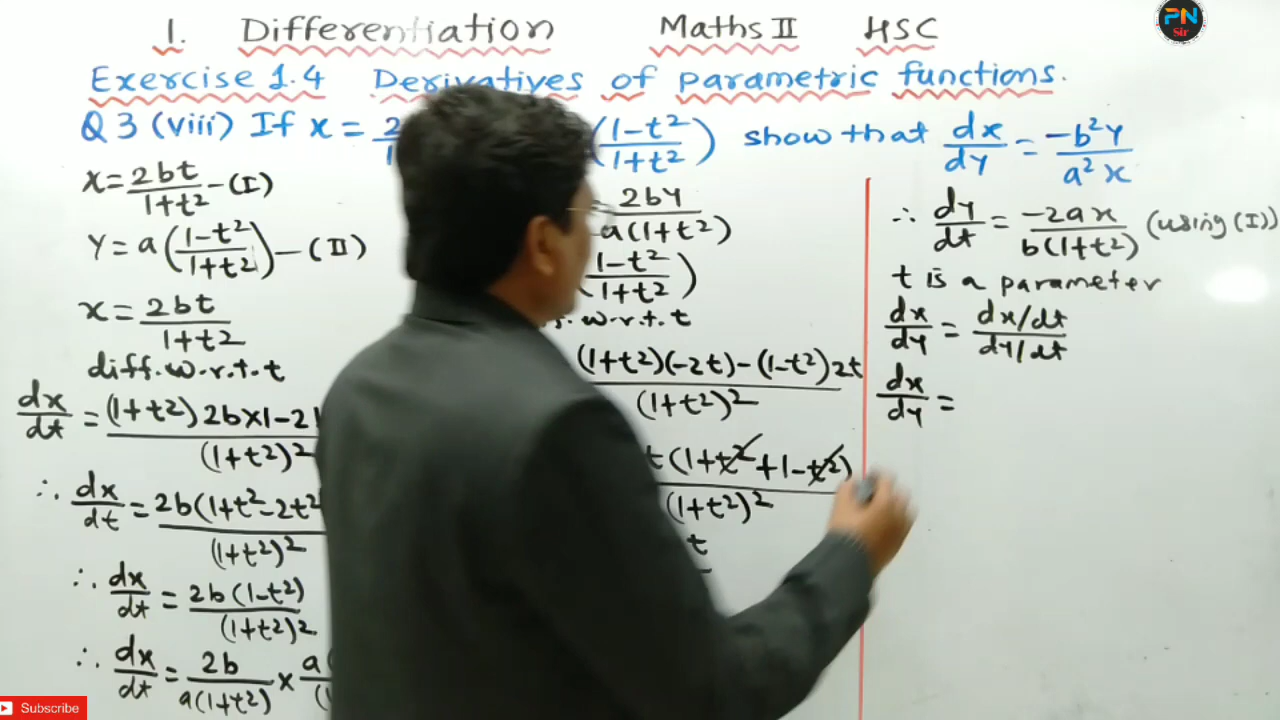 1. Differentiation Maths II HSC
PN
Sir
Exercise 1.4 Derivatives of parametric functions.
Q 3 (viii) If x = 2 (1-t²/1+t²) show that dx/dy = -b²y/a²x
x = 2bt/1+t² - (I)
y = a(1-t²/1+t²) - (II)
x = 2bt/1+t²
diff. w.r.t. t
dx/dt = (1+t²) 2b×1-2/(1+t²)²
∴ dx/dt = 2b(1+t²-2t²/(1+t²)²
∴ dx/dt = 2b(1-t²)/(1+t²)²
∴ dx/dt = 2b/a(1+t²) × a
2by/a(1+t²)
1-t²/1+t²)
w.r.t. t
(1+t²)(-2t)-(1-t²)2t/(1+t²)²
t(1+t²+1-t²)/(1+t²)²
t
∴ dy/dt = -2ax/b(1+t²) (using (I))
t is a parameter
dx/dy = dx/dt/dy/dt
dx/dy =
Subscribe